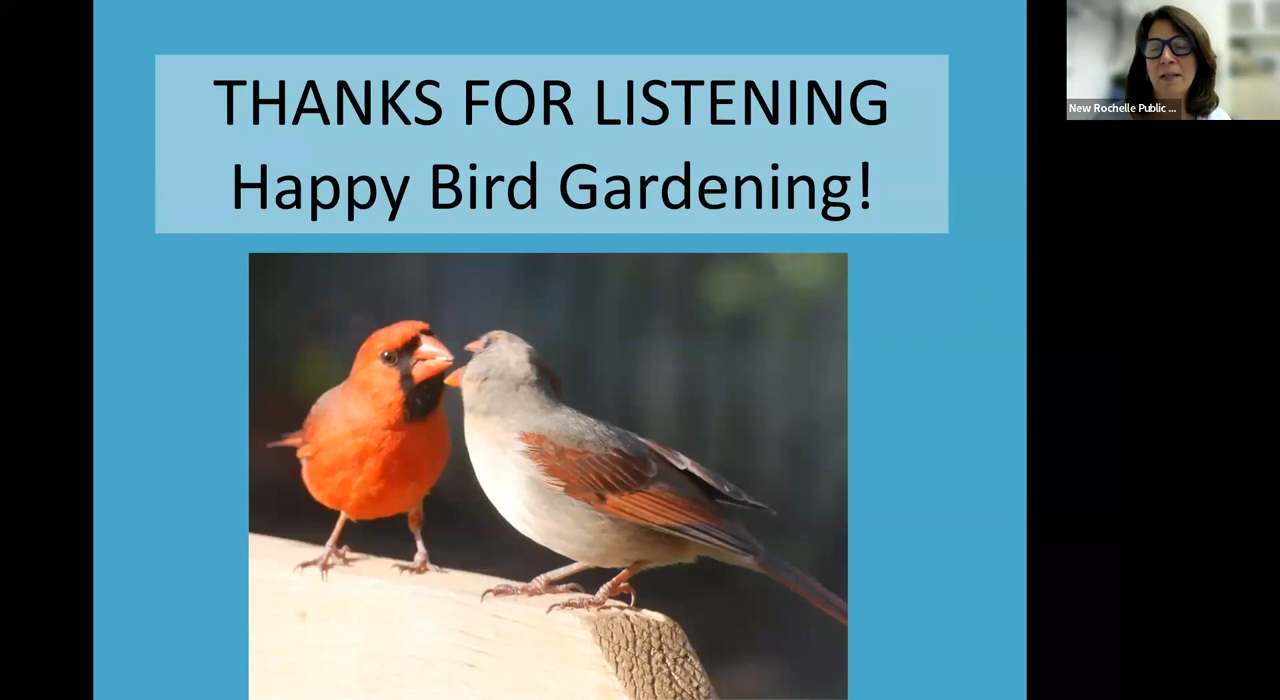 THANKS FOR LISTENING
Happy Bird Gardening!
New Rochelle Public ...